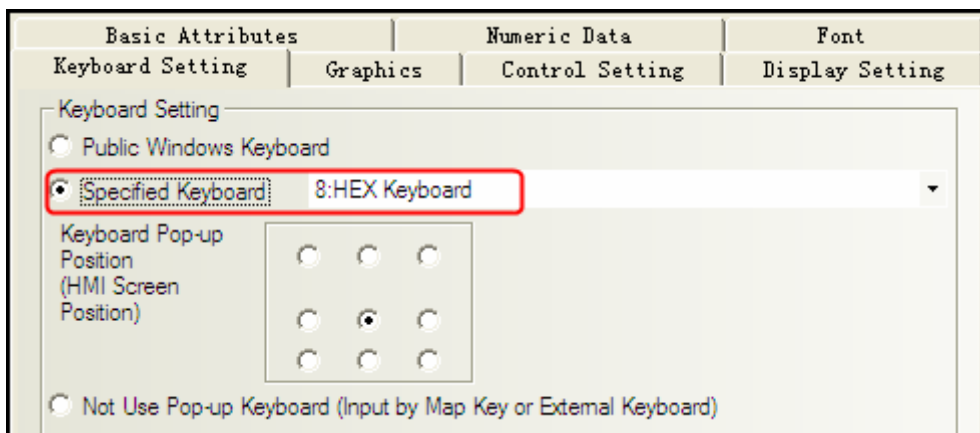 Basic Attributes Numeric Data Font
Keyboard Setting Graphics Control Setting Display Setting
Keyboard Setting
Public Windows Keyboard
Specified Keyboard 8:HEX Keyboard
Keyboard Pop-up
Position
(HMI Screen
Position)
Not Use Pop-up Keyboard (Input by Map Key or External Keyboard)